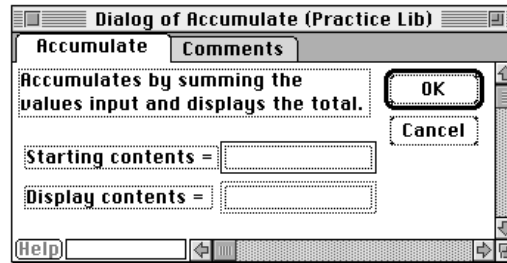 Dialog of Accumulate (Practice Lib)
Accumulate
Comments
Accumulates by summing the
values input and displays the total.
OK
Cancel
Starting contents =
Display contents =
Help